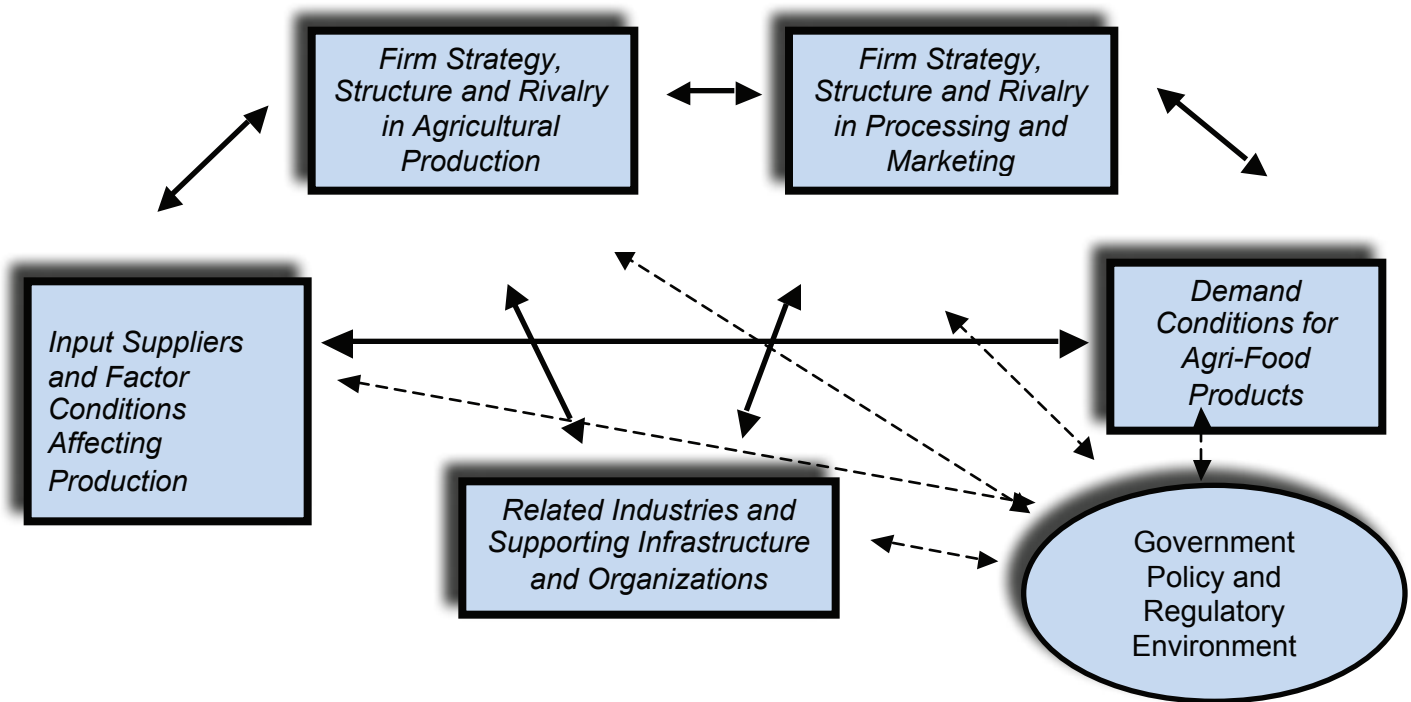 Firm Strategy,
Structure and Rivalry
in Agricultural
Production
Firm Strategy,
Structure and Rivalry
in Processing and
Marketing
Input Suppliers
and Factor
Conditions
Affecting
Production
Demand
Conditions for
Agri-Food
Products
Related Industries and
Supporting Infrastructure
and Organizations
Government
Policy and
Regulatory
Environment